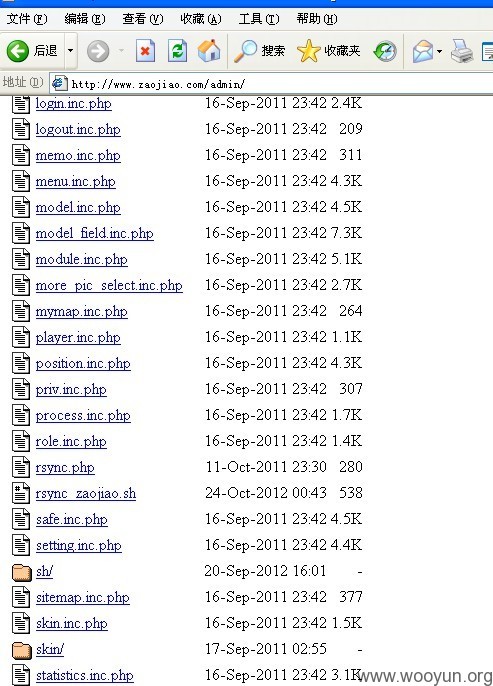 文件(F) 编辑(E) 查看(V) 收藏(A) 工具(T) 帮助(H)
后退 搜索 收藏夹
地址(D) http://www.zaojiao.com/admin/
login.inc.php 16-Sep-2011 23:42 2.4K
logout.inc.php 16-Sep-2011 23:42 209
memo.inc.php 16-Sep-2011 23:42 311
menu.inc.php 16-Sep-2011 23:42 4.3K
model.inc.php 16-Sep-2011 23:42 4.5K
model_field.inc.php 16-Sep-2011 23:42 7.3K
module.inc.php 16-Sep-2011 23:42 5.1K
more_pic_select.inc.php 16-Sep-2011 23:42 2.7K
mymap.inc.php 16-Sep-2011 23:42 264
player.inc.php 16-Sep-2011 23:42 1.1K
position.inc.php 16-Sep-2011 23:42 4.3K
priv.inc.php 16-Sep-2011 23:42 307
process.inc.php 16-Sep-2011 23:42 1.7K
role.inc.php 16-Sep-2011 23:42 1.4K
rsync.php 11-Oct-2011 23:30 280
rsync_zaojiao.sh 24-Oct-2012 00:43 538
safe.inc.php 16-Sep-2011 23:42 4.5K
setting.inc.php 16-Sep-2011 23:42 4.4K
sh/ 20-Sep-2012 16:01 -
sitemap.inc.php 16-Sep-2011 23:42 377
skin.inc.php 16-Sep-2011 23:42 1.5K
skin/ 17-Sep-2011 02:55 -
statistics.inc.php 16-Sep-2011 23:42 3.1K
www.wooyun.org